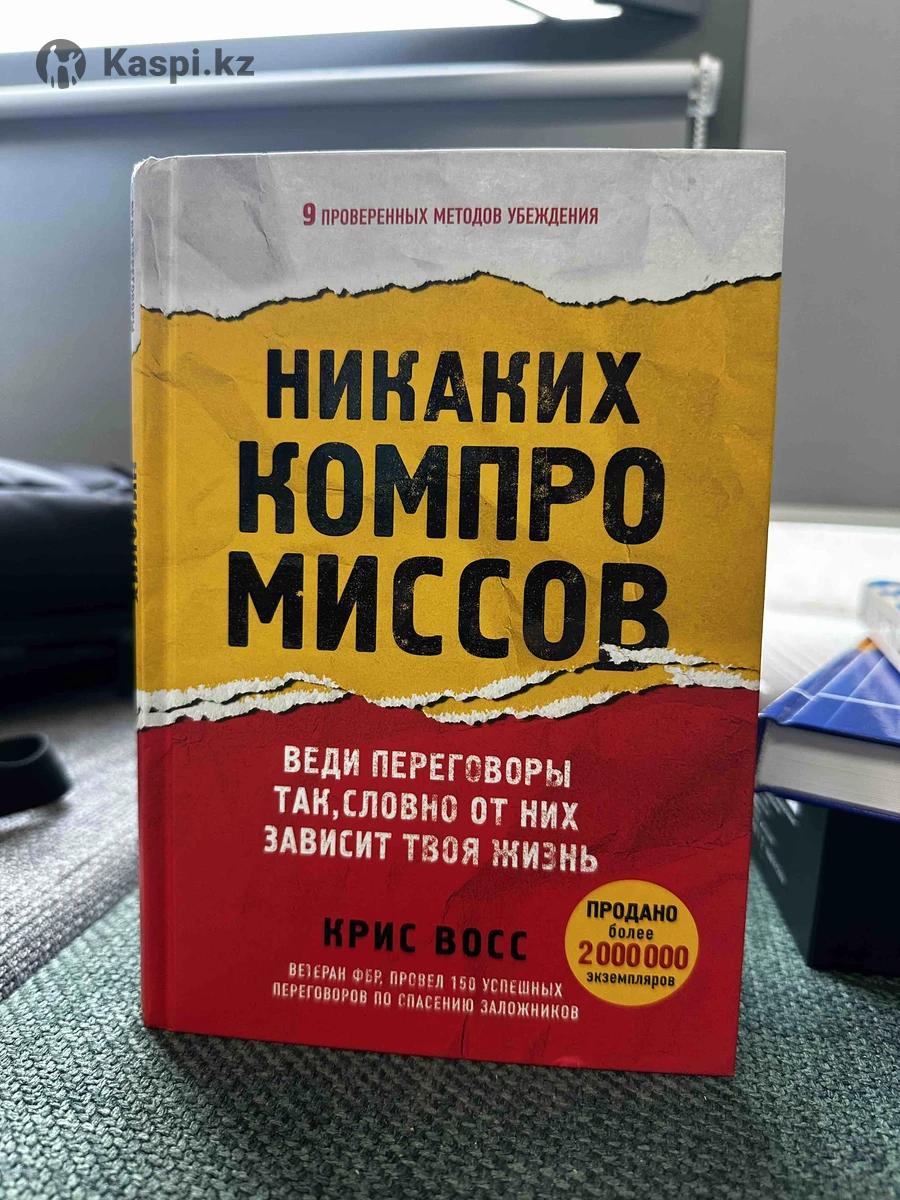 Kaspi.kz
9 ПРОВЕРЕННЫХ МЕТОДОВ УБЕЖДЕНИЯ
НИКАКИХ
КОМПРО
МИССОВ
ВЕДИ ПЕРЕГОВОРЫ
ТАК, СЛОВНО ОТ НИХ
ЗАВИСИТ ТВОЯ ЖИЗНЬ
КРИС ВОСС
ВЕТЕРАН ФБР, ПРОВЕЛ 150 УСПЕШНЫХ
ПЕРЕГОВОРОВ ПО СПАСЕНИЮ ЗАЛОЖНИКОВ
ПРОДАНО
более
2 000 000
экземпляров